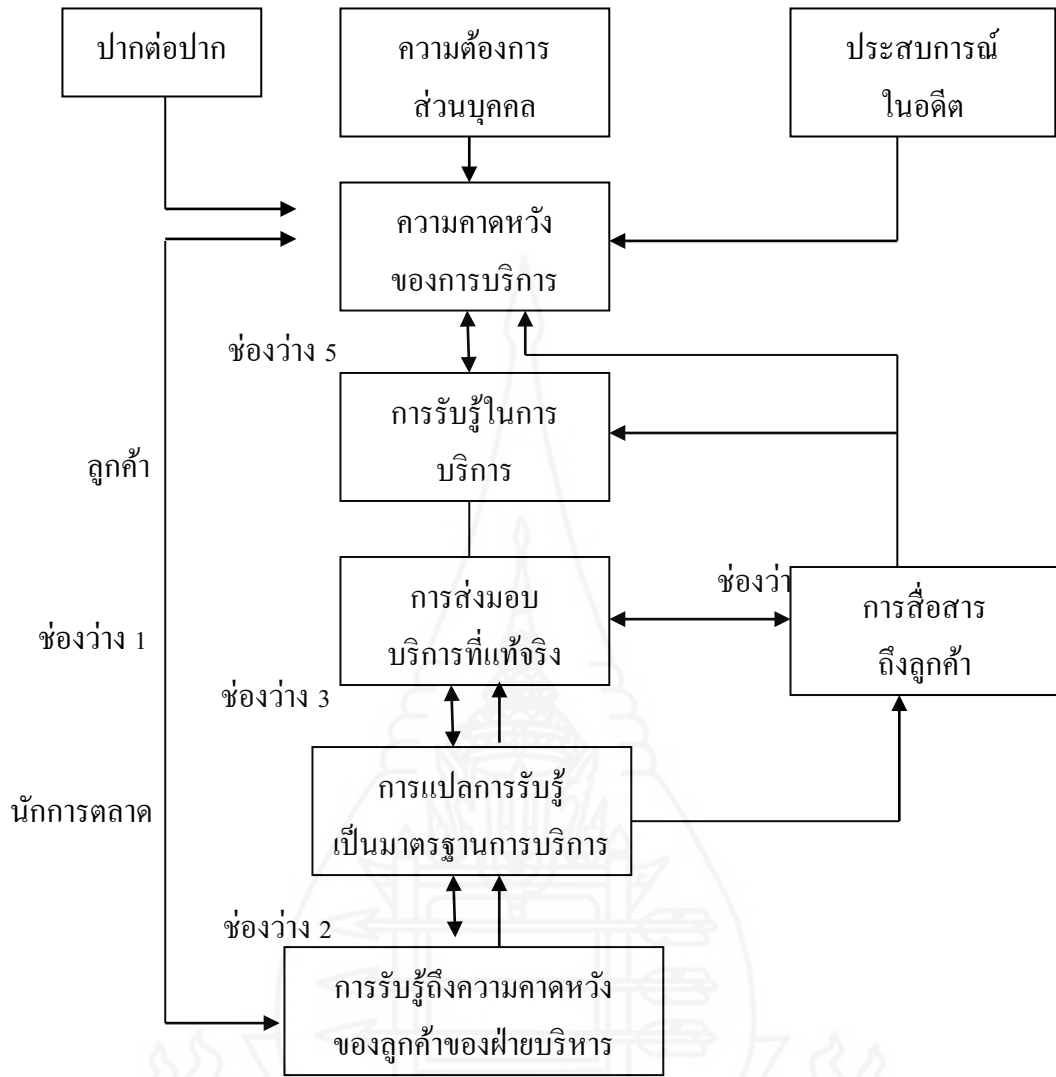 ปากต่อปาก
ความต้องการ
ส่วนบุคคล
ประสบการณ์
ในอดีต
ความคาดหวัง
ของการบริการ
ช่องว่าง 5
การรับรู้ในการ
บริการ
ลูกค้า
ช่องว่าง 1
การส่งมอบ
บริการที่แท้จริง
ช่องว่า
การสื่อสาร
ถึงลูกค้า
ช่องว่าง 3
นักการตลาด
การแปลการรับรู้
เป็นมาตรฐานการบริการ
ช่องว่าง 2
การรับรู้ถึงความคาดหวัง
ของลูกค้าของฝ่ายบริหาร